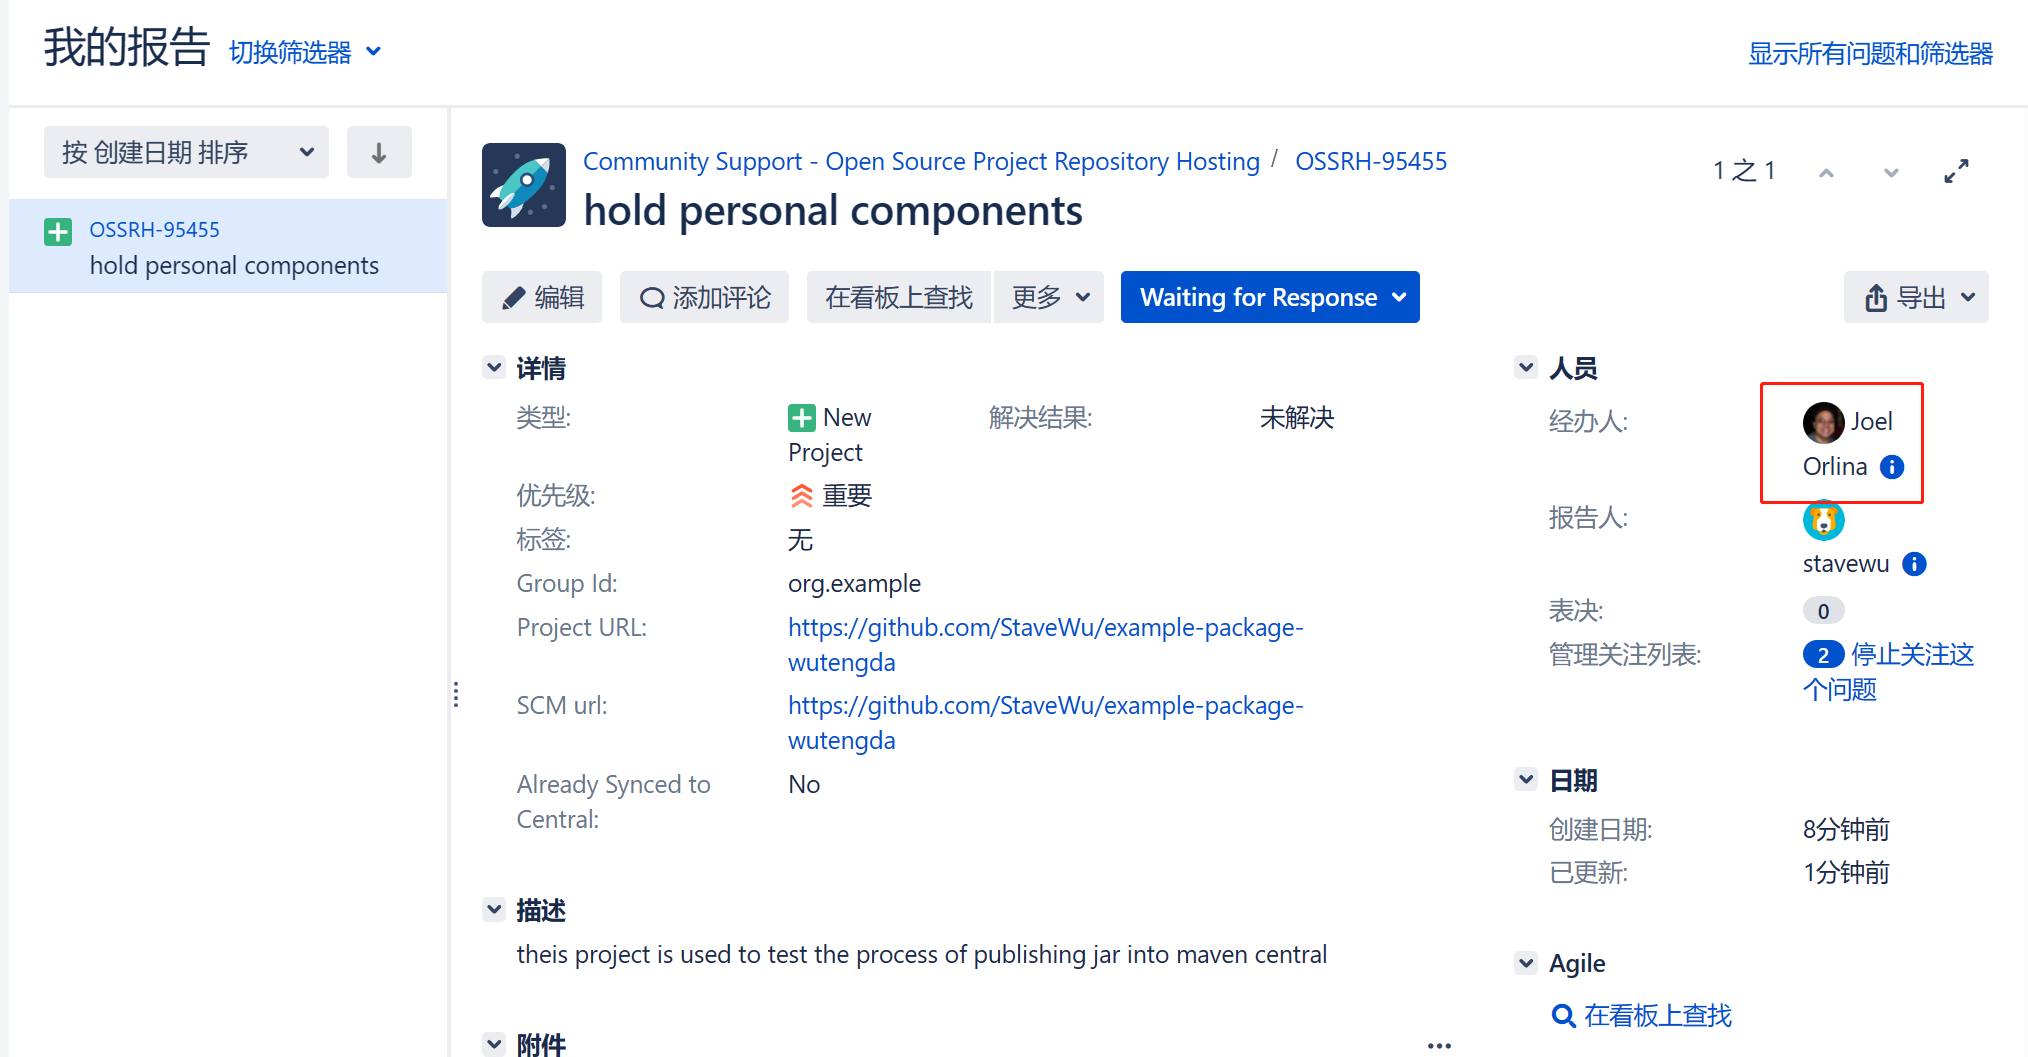 我的报告 切换筛选器
显示所有问题和筛选器
按 创建日期 排序
OSSRH-95455
hold personal components
Community Support - Open Source Project Repository Hosting / OSSRH-95455
hold personal components
1 之 1
编辑 添加评论 在看板上查找 更多 Waiting for Response 导出
详情
类型: New Project
解决结果: 未解决
优先级: 重要
标签: 无
Group Id: org.example
Project URL: https://github.com/StaveWu/example-package-
wutengda
SCM url: https://github.com/StaveWu/example-package-
wutengda
Already Synced to Central: No
描述
theis project is used to test the process of publishing jar into maven central
附件
人员
经办人: Joel
Orlina
报告人:
stavewu
表决: 0
管理关注列表: 2 停止关注这
个问题
日期
创建日期: 8分钟前
已更新: 1分钟前
Agile
在看板上查找